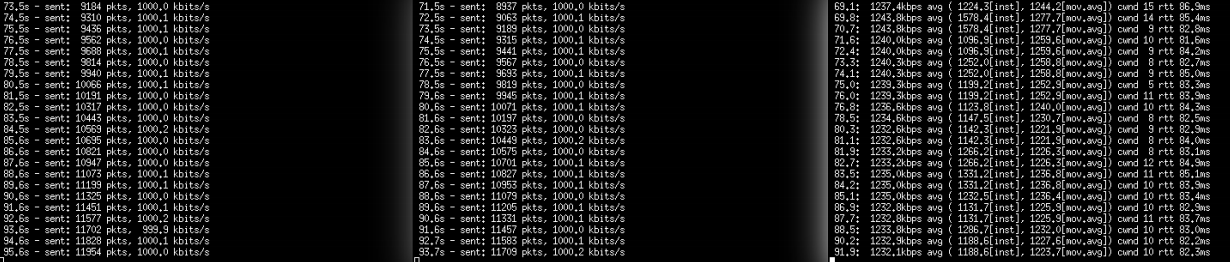 73.5s - sent:  9184 pkts, 1000.0 kbits/s
74.5s - sent:  9310 pkts, 1000.1 kbits/s
75.5s - sent:  9436 pkts, 1000.0 kbits/s
76.5s - sent:  9562 pkts, 1000.0 kbits/s
77.5s - sent:  9688 pkts, 1000.1 kbits/s
78.5s - sent:  9814 pkts, 1000.0 kbits/s
79.5s - sent:  9940 pkts, 1000.1 kbits/s
80.5s - sent: 10066 pkts, 1000.1 kbits/s
81.5s - sent: 10191 pkts, 1000.0 kbits/s
82.5s - sent: 10317 pkts, 1000.0 kbits/s
83.5s - sent: 10443 pkts, 1000.0 kbits/s
84.5s - sent: 10569 pkts, 1000.2 kbits/s
85.6s - sent: 10695 pkts, 1000.0 kbits/s
86.6s - sent: 10821 pkts, 1000.0 kbits/s
87.6s - sent: 10947 pkts, 1000.1 kbits/s
88.6s - sent: 11073 pkts, 1000.1 kbits/s
89.6s - sent: 11199 pkts, 1000.1 kbits/s
90.6s - sent: 11325 pkts, 1000.0 kbits/s
91.6s - sent: 11451 pkts, 1000.1 kbits/s
92.6s - sent: 11577 pkts, 1000.2 kbits/s
93.6s - sent: 11702 pkts,  999.9 kbits/s
94.6s - sent: 11828 pkts, 1000.1 kbits/s
95.6s - sent: 11954 pkts, 1000.1 kbits/s
71.5s - sent:  8937 pkts, 1000.1 kbits/s
72.5s - sent:  9063 pkts, 1000.1 kbits/s
73.5s - sent:  9189 pkts, 1000.0 kbits/s
74.5s - sent:  9315 pkts, 1000.1 kbits/s
75.5s - sent:  9441 pkts, 1000.1 kbits/s
76.5s - sent:  9567 pkts, 1000.0 kbits/s
77.5s - sent:  9693 pkts, 1000.1 kbits/s
78.5s - sent:  9819 pkts, 1000.0 kbits/s
79.6s - sent:  9945 pkts, 1000.1 kbits/s
80.6s - sent: 10071 pkts, 1000.1 kbits/s
81.6s - sent: 10197 pkts, 1000.0 kbits/s
82.6s - sent: 10323 pkts, 1000.0 kbits/s
83.6s - sent: 10449 pkts, 1000.2 kbits/s
84.6s - sent: 10575 pkts, 1000.0 kbits/s
85.6s - sent: 10701 pkts, 1000.1 kbits/s
86.6s - sent: 10827 pkts, 1000.1 kbits/s
87.6s - sent: 10953 pkts, 1000.1 kbits/s
88.6s - sent: 11079 pkts, 1000.0 kbits/s
89.6s - sent: 11205 pkts, 1000.1 kbits/s
90.6s - sent: 11331 pkts, 1000.1 kbits/s
91.6s - sent: 11457 pkts, 1000.0 kbits/s
92.7s - sent: 11583 pkts, 1000.1 kbits/s
93.7s - sent: 11709 pkts, 1000.2 kbits/s
69.1:  1237.4kbps avg ( 1224.3[inst], 1244.2[mov.avg]) cwnd 15 rtt 86.9ms
69.8:  1243.8kbps avg ( 1578.4[inst], 1277.7[mov.avg]) cwnd 14 rtt 85.4ms
70.7:  1243.8kbps avg ( 1578.4[inst], 1277.7[mov.avg]) cwnd  9 rtt 82.8ms
71.6:  1240.0kbps avg ( 1096.9[inst], 1259.6[mov.avg]) cwnd 10 rtt 81.6ms
72.4:  1240.0kbps avg ( 1096.9[inst], 1259.6[mov.avg]) cwnd  9 rtt 84.3ms
73.3:  1240.3kbps avg ( 1252.0[inst], 1258.8[mov.avg]) cwnd  8 rtt 82.7ms
74.1:  1240.3kbps avg ( 1252.0[inst], 1258.8[mov.avg]) cwnd  9 rtt 85.0ms
75.0:  1239.3kbps avg ( 1199.2[inst], 1252.9[mov.avg]) cwnd  5 rtt 83.3ms
76.0:  1239.3kbps avg ( 1199.2[inst], 1252.9[mov.avg]) cwnd 11 rtt 83.9ms
76.8:  1236.6kbps avg ( 1123.8[inst], 1240.0[mov.avg]) cwnd 10 rtt 84.3ms
78.5:  1234.6kbps avg ( 1147.5[inst], 1230.7[mov.avg]) cwnd  8 rtt 82.5ms
80.3:  1232.6kbps avg ( 1142.3[inst], 1221.9[mov.avg]) cwnd  9 rtt 82.9ms
81.1:  1232.6kbps avg ( 1142.3[inst], 1221.9[mov.avg]) cwnd  8 rtt 84.0ms
81.9:  1233.2kbps avg ( 1266.2[inst], 1226.3[mov.avg]) cwnd  8 rtt 83.1ms
82.7:  1233.2kbps avg ( 1266.2[inst], 1226.3[mov.avg]) cwnd 12 rtt 84.9ms
83.5:  1235.0kbps avg ( 1331.2[inst], 1236.8[mov.avg]) cwnd 11 rtt 85.1ms
84.2:  1235.0kbps avg ( 1331.2[inst], 1236.8[mov.avg]) cwnd 10 rtt 83.9ms
85.1:  1235.0kbps avg ( 1232.5[inst], 1236.4[mov.avg]) cwnd 10 rtt 83.4ms
86.9:  1232.8kbps avg ( 1131.7[inst], 1225.9[mov.avg]) cwnd 10 rtt 82.9ms
87.7:  1232.8kbps avg ( 1131.7[inst], 1225.9[mov.avg]) cwnd 11 rtt 83.7ms
88.5:  1233.8kbps avg ( 1286.7[inst], 1232.0[mov.avg]) cwnd 10 rtt 83.0ms
90.2:  1232.9kbps avg ( 1188.6[inst], 1227.6[mov.avg]) cwnd 10 rtt 82.2ms
91.9:  1232.1kbps avg ( 1188.6[inst], 1223.7[mov.avg]) cwnd 10 rtt 82.3ms